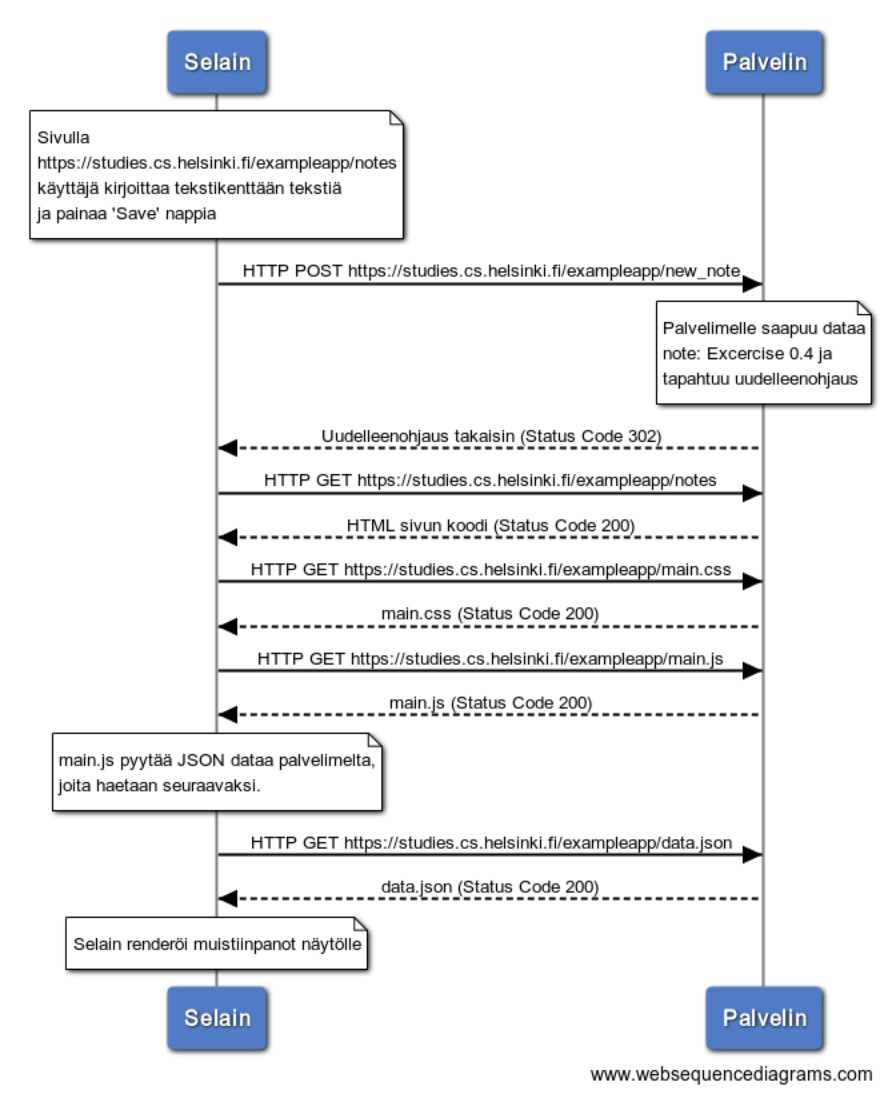 Selain
Palvelin
Sivulla
https://studies.cs.helsinki.fi/exampleapp/notes
käyttäjä kirjoittaa tekstikenttään tekstiä
ja painaa 'Save' nappia
HTTP POST https://studies.cs.helsinki.fi/exampleapp/new_note
Palvelimelle saapuu dataa
note: Excercise 0.4 ja
tapahtuu uudelleenohjaus
Uudelleenohjaus takaisin (Status Code 302)
HTTP GET https://studies.cs.helsinki.fi/exampleapp/notes
HTML sivun koodi (Status Code 200)
HTTP GET https://studies.cs.helsinki.fi/exampleapp/main.css
main.css (Status Code 200)
HTTP GET https://studies.cs.helsinki.fi/exampleapp/main.js
main.js (Status Code 200)
main.js pyytää JSON dataa palvelimelta,
joita haetaan seuraavaksi.
HTTP GET https://studies.cs.helsinki.fi/exampleapp/data.json
data.json (Status Code 200)
Selain renderöi muistiinpanot näytölle
Selain
Palvelin
www.websequencediagrams.com